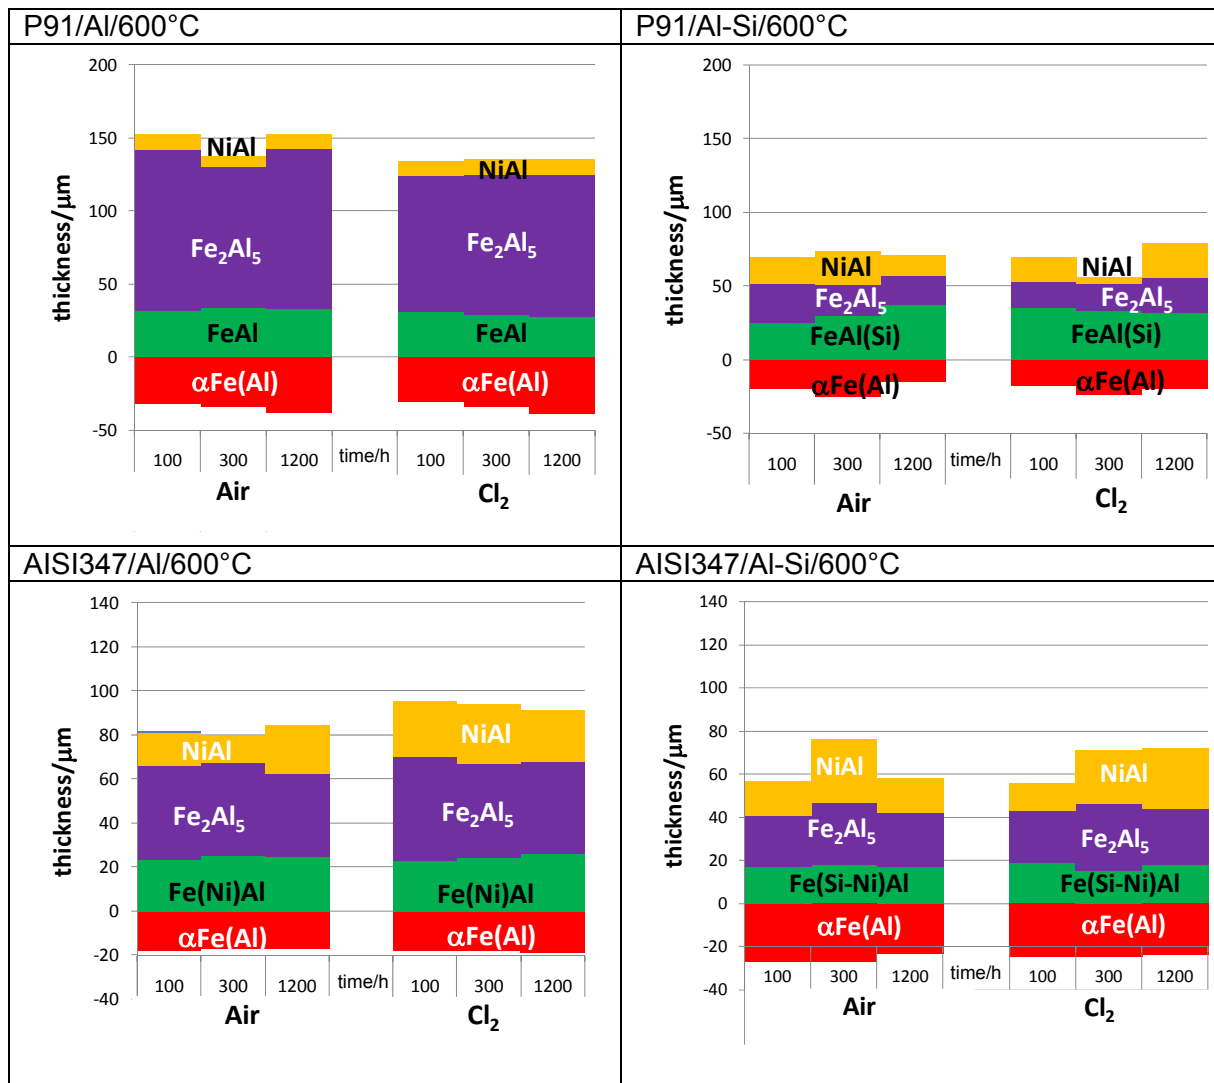 P91/Al/600°C
200
150
100
50
0
-50
thickness/μm
NiAl
NiAl
Fe₂Al₅
Fe₂Al₅
FeAl
FeAl
αFe(Al)
αFe(Al)
100 300 1200 time/h 100 300 1200
Air Cl₂
P91/Al-Si/600°C
200
150
100
50
0
-50
thickness/μm
NiAl
NiAl
Fe₂Al₅
Fe₂Al₅
FeAl(Si)
FeAl(Si)
αFe(Al)
αFe(Al)
100 300 1200 time/h 100 300 1200
Air Cl₂
AISI347/Al/600°C
140
120
100
80
60
40
20
0
-20
-40
thickness/μm
NiAl
NiAl
Fe₂Al₅
Fe₂Al₅
Fe(Ni)Al
Fe(Ni)Al
αFe(Al)
αFe(Al)
100 300 1200 time/h 100 300 1200
Air Cl₂
AISI347/Al-Si/600°C
140
120
100
80
60
40
20
0
-20
-40
thickness/μm
NiAl
NiAl
Fe₂Al₅
Fe₂Al₅
Fe(Si-Ni)Al
Fe(Si-Ni)Al
αFe(Al)
αFe(Al)
100 300 1200 time/h 100 300 1200
Air Cl₂